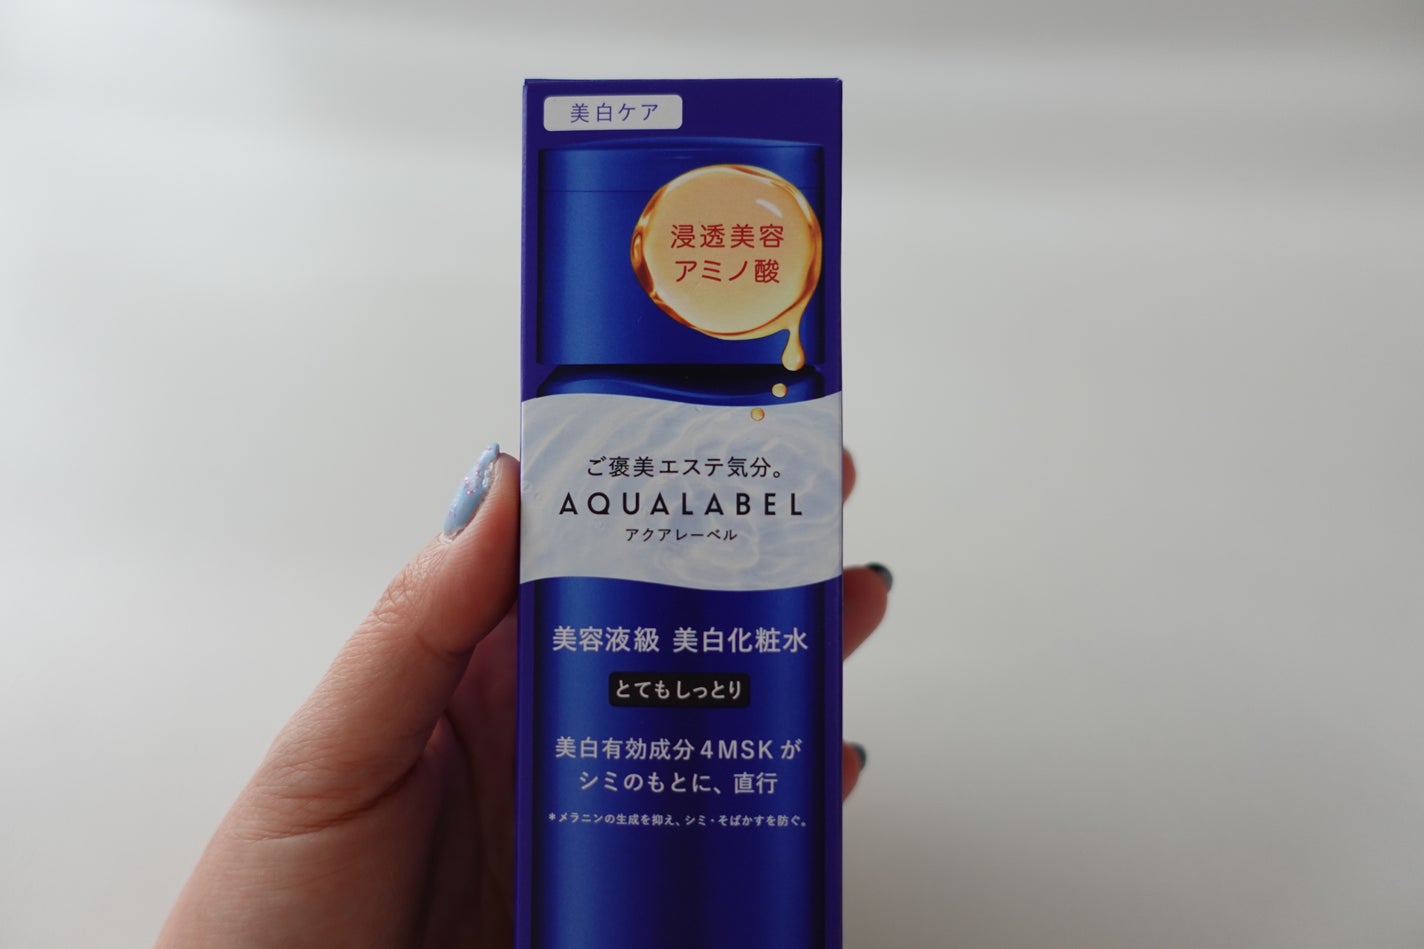 美白ケア
浸透美容
アミノ酸
ご褒美エステ気分。
AQUALABEL
アクアレーベル
美容液級 美白化粧水
とてもしっとり
美白有効成分4MSKが
シミのもとに、直行
*メラニンの生成を抑え、シミ・そばかすを防ぐ。